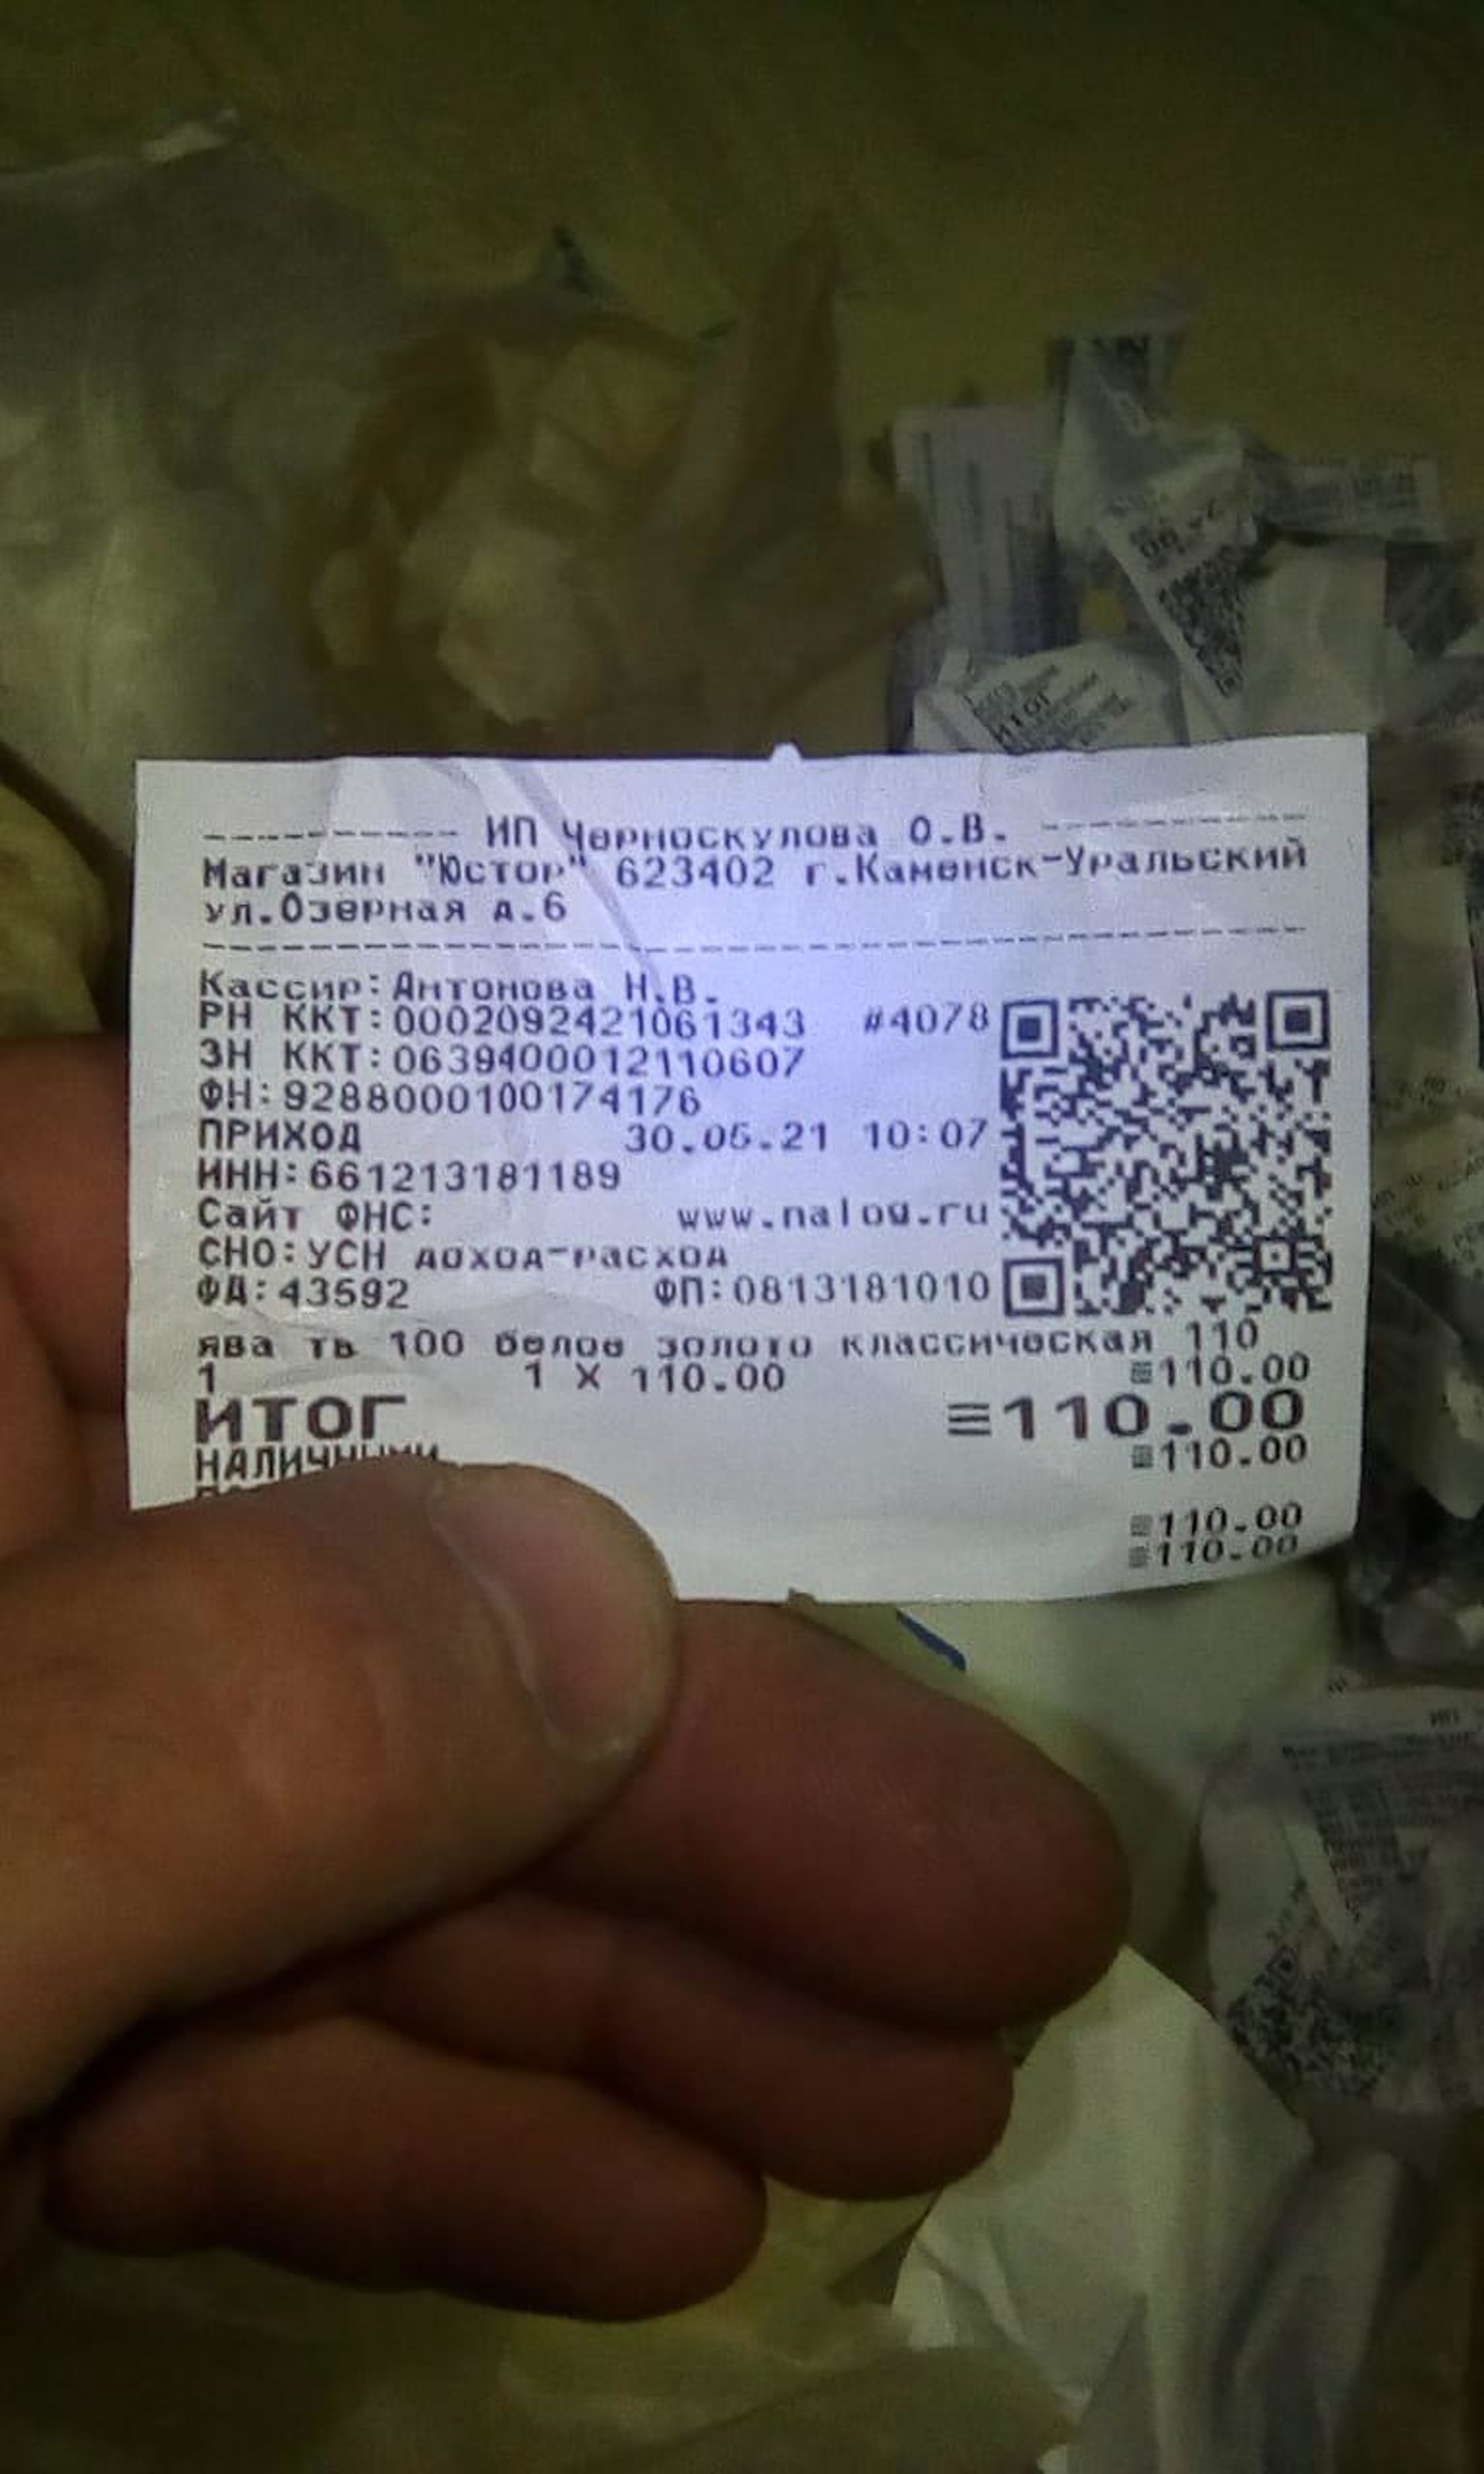 ИП Черноскулова О.В.
Магазин "Юстор" 623402 г.Каменск-Уральский
ул.Озерная д.6
Кассир:Антонова Н.В.
РН ККТ:0002092421061343 #4078
ЗН ККТ:0639400012110607
ФН:9288000100174176
ПРИХОД 30.05.21 10:07
ИНН:661213181189
Сайт ФНС: www.nalog.ru
СНО:УСН доход-расход
ФД:43592 ФП:0813181010
ява тв 100 белое золото классическая 110
1 1 X 110.00 ≡110.00
ИТОГ ≡110.00
НАЛИЧНЫМИ ≡110.00
≡110.00
≡110.00
ИТОГ